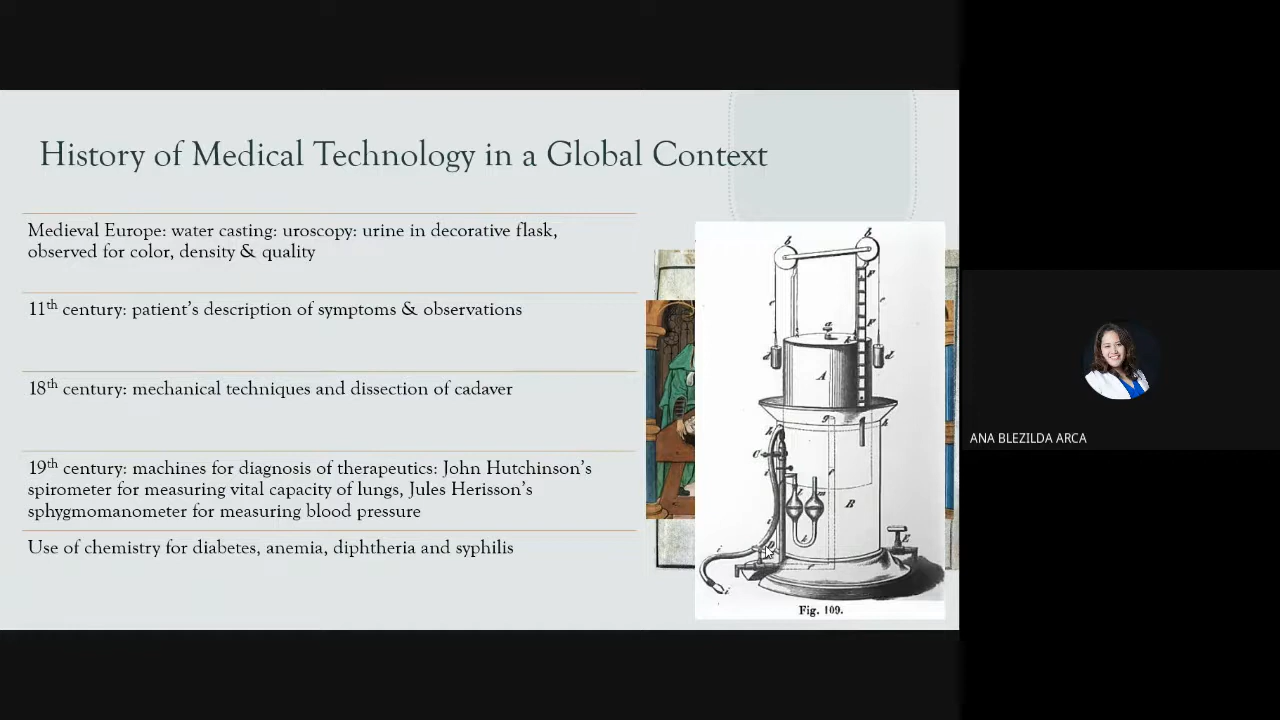 History of Medical Technology in a Global Context
Medieval Europe: water casting: uroscopy: urine in decorative flask,
observed for color, density & quality
11th century: patient's description of symptoms & observations
18th century: mechanical techniques and dissection of cadaver
19th century: machines for diagnosis of therapeutics: John Hutchinson's
spirometer for measuring vital capacity of lungs, Jules Herisson's
sphygmomanometer for measuring blood pressure
Use of chemistry for diabetes, anemia, diphtheria and syphilis
A
B
E
Fig. 109.
ANA BLEZILDA ARCA